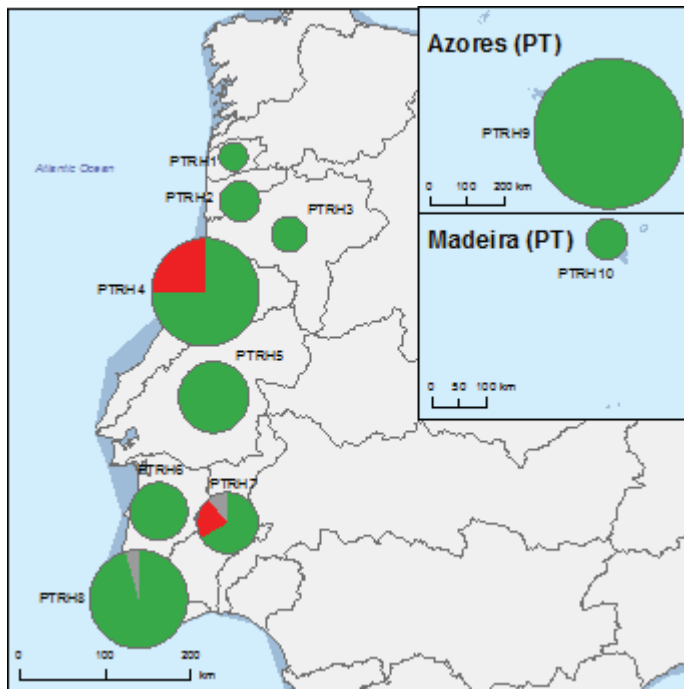 Azores (PT)
PTRH9
0 100 200 km
Atlantic Ocean
PTRH1
PTRH2
PTRH3
Madeira (PT)
PTRH10
PTRH4
PTRH5
0 50 100 km
PTRH6
PTRH7
PTRH8
0 100 200
km